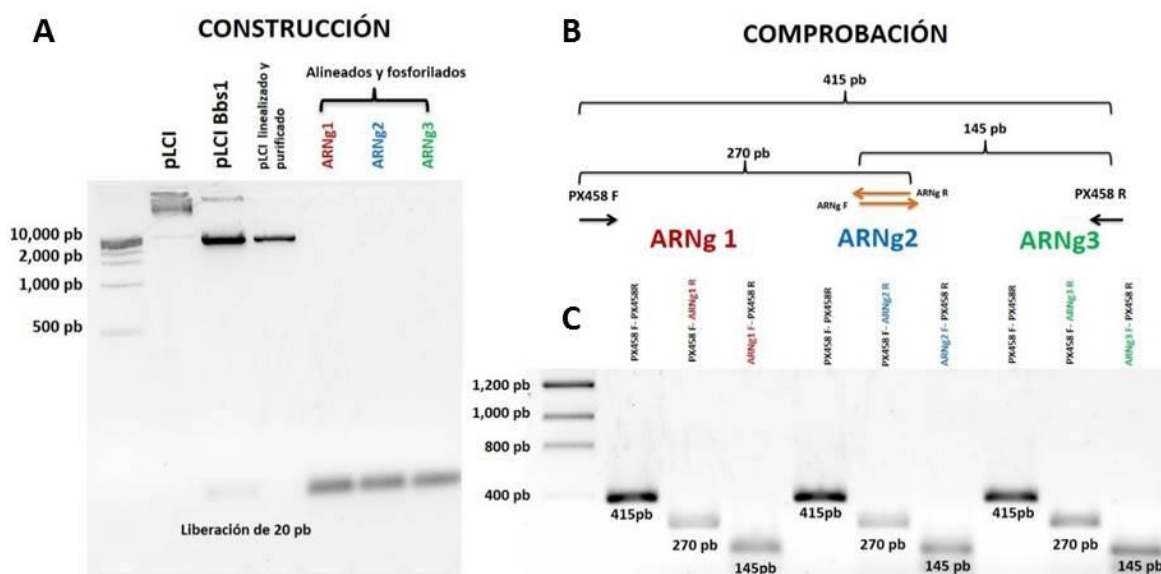 A
CONSTRUCCIÓN
Alineados y fosforilados
pLCI
pLCI Bbs1
pLCI linealizado y
purificado
ARNg1
ARNg2
ARNg3
10,000 pb
2,000 pb
1,000 pb
500 pb
Liberación de 20 pb
B
COMPROBACIÓN
415 pb
145 pb
270 pb
PX458 F
ARNg R
ARNg F
PX458 R
ARNg 1
ARNg2
ARNg3
C
PX458 F- PX458R
PX458 F- ARNg1 R
ARNg1 F- PX458 R
PX458 F- PX458R
PX458 F- ARNg2 R
ARNg2 F- PX458 R
PX458 F- PX458R
PX458 F- ARNg3 R
ARNg3 F- PX458 R
1,200 pb
1,000 pb
800 pb
400 pb
415pb
270 pb
145pb
415pb
270 pb
145 pb
415pb
270 pb
145 pb